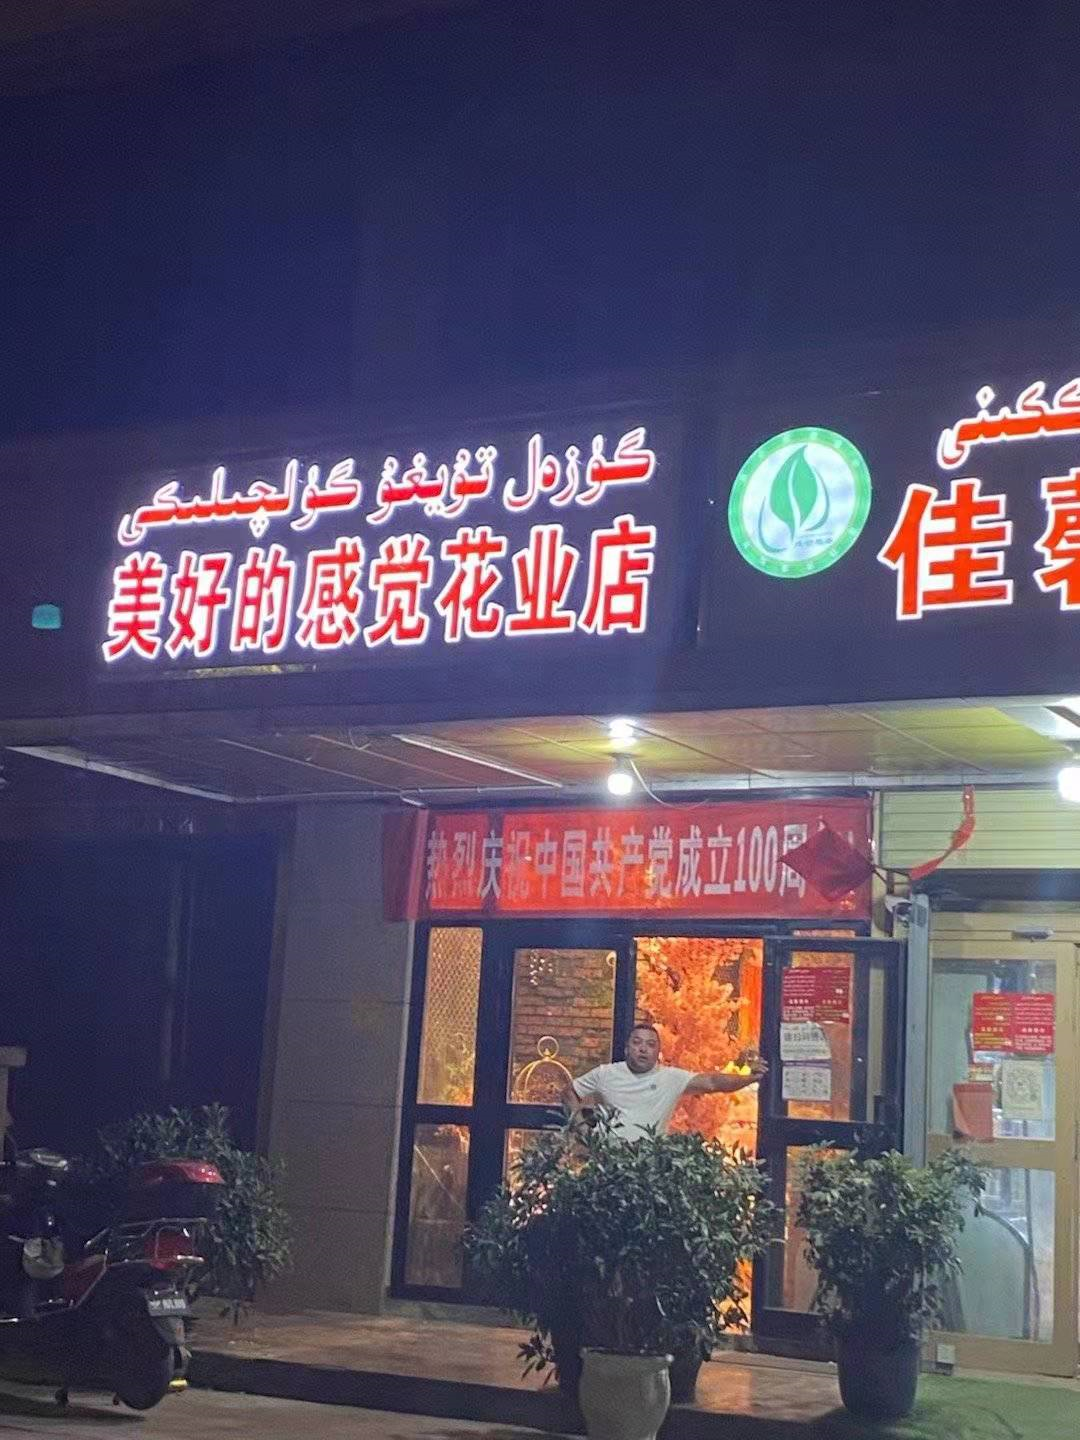 گۈزەل تۇيغۇ گۈلچىلىكى
美好的感觉花业店
佳
热烈庆祝中国共产党成立100周